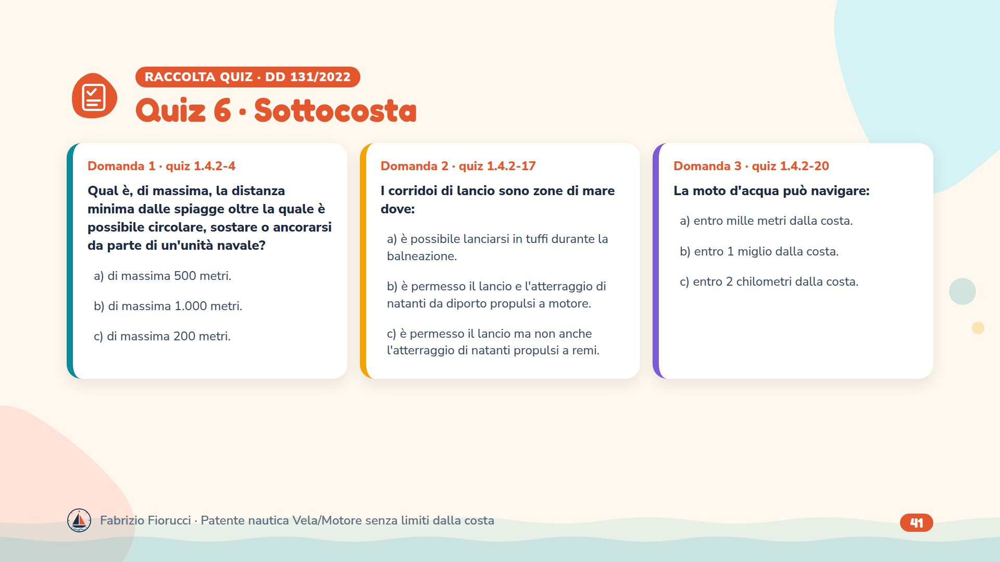 RACCOLTA QUIZ · DD 131/2022
Quiz 6 · Sottocosta
Domanda 1 · quiz 1.4.2-4
Qual è, di massima, la distanza
minima dalle spiagge oltre la quale è
possibile circolare, sostare o ancorarsi
da parte di un'unità navale?
a) di massima 500 metri.
b) di massima 1.000 metri.
c) di massima 200 metri.
Domanda 2 · quiz 1.4.2-17
I corridoi di lancio sono zone di mare
dove:
a) è possibile lanciarsi in tuffi durante la
balneazione.
b) è permesso il lancio e l'atterraggio di
natanti da diporto propulsi a motore.
c) è permesso il lancio ma non anche
l'atterraggio di natanti propulsi a remi.
Domanda 3 · quiz 1.4.2-20
La moto d'acqua può navigare:
a) entro mille metri dalla costa.
b) entro 1 miglio dalla costa.
c) entro 2 chilometri dalla costa.
Fabrizio Fiorucci · Patente nautica Vela/Motore senza limiti dalla costa
41